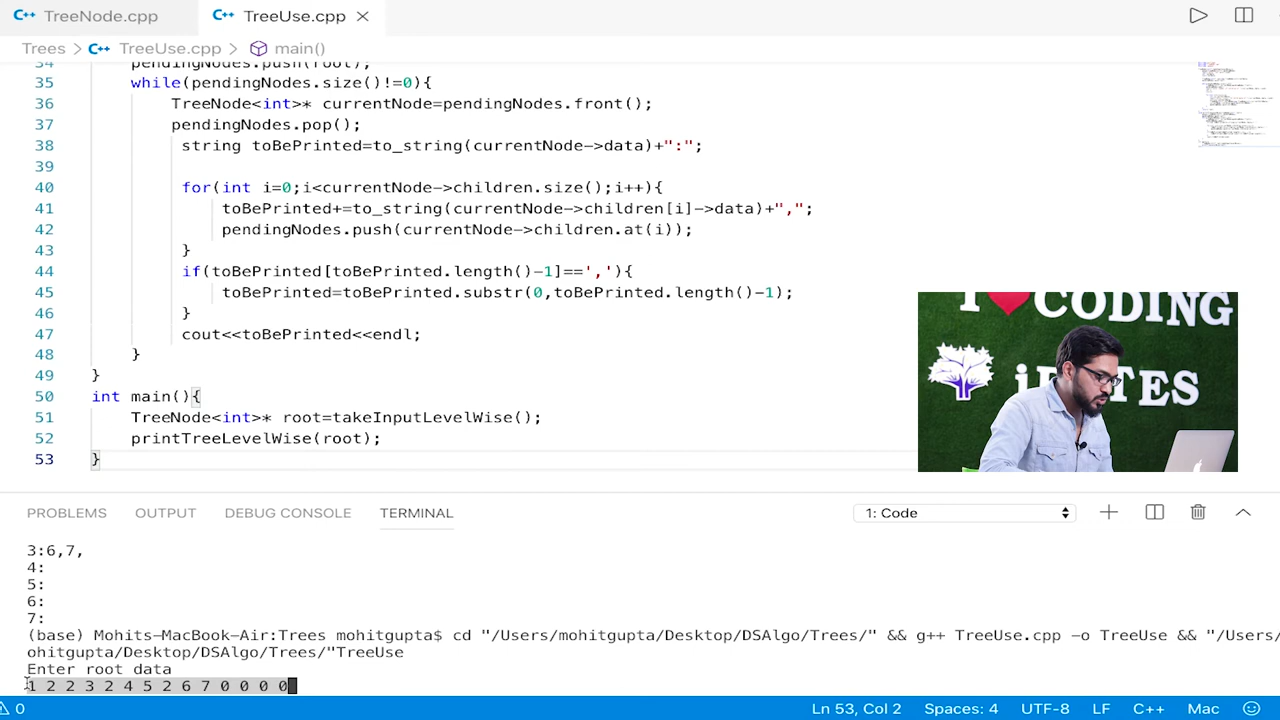 TreeNode.cpp
TreeUse.cpp
Trees > TreeUse.cpp > main()
34 pendingNodes.push(root);
35 while(pendingNodes.size()!=0){
36 TreeNode<int>* currentNode=pendingNodes.front();
37 pendingNodes.pop();
38 string toBePrinted=to_string(currentNode->data)+":";
39
40 for(int i=0;i<currentNode->children.size();i++){
41 toBePrinted+=to_string(currentNode->children[i]->data)+",";
42 pendingNodes.push(currentNode->children.at(i));
43 }
44 if(toBePrinted[toBePrinted.length()-1]==','){
45 toBePrinted=toBePrinted.substr(0,toBePrinted.length()-1);
46 }
47 cout<<toBePrinted<<endl;
48 }
49 }
50 int main(){
51 TreeNode<int>* root=takeInputLevelWise();
52 printTreeLevelWise(root);
53 }
I CODING
PROBLEMS OUTPUT DEBUG CONSOLE TERMINAL 1: Code
3:6,7,
4:
5:
6:
7:
(base) Mohits-MacBook-Air:Trees mohitgupta$ cd "/Users/mohitgupta/Desktop/DSAlgo/Trees/" && g++ TreeUse.cpp -o TreeUse && "/Users/
ohitgupta/Desktop/DSAlgo/Trees/"TreeUse
Enter root data
1 2 2 3 2 4 5 2 6 7 0 0 0 0
0 Ln 53, Col 2 Spaces: 4 UTF-8 LF C++ Mac